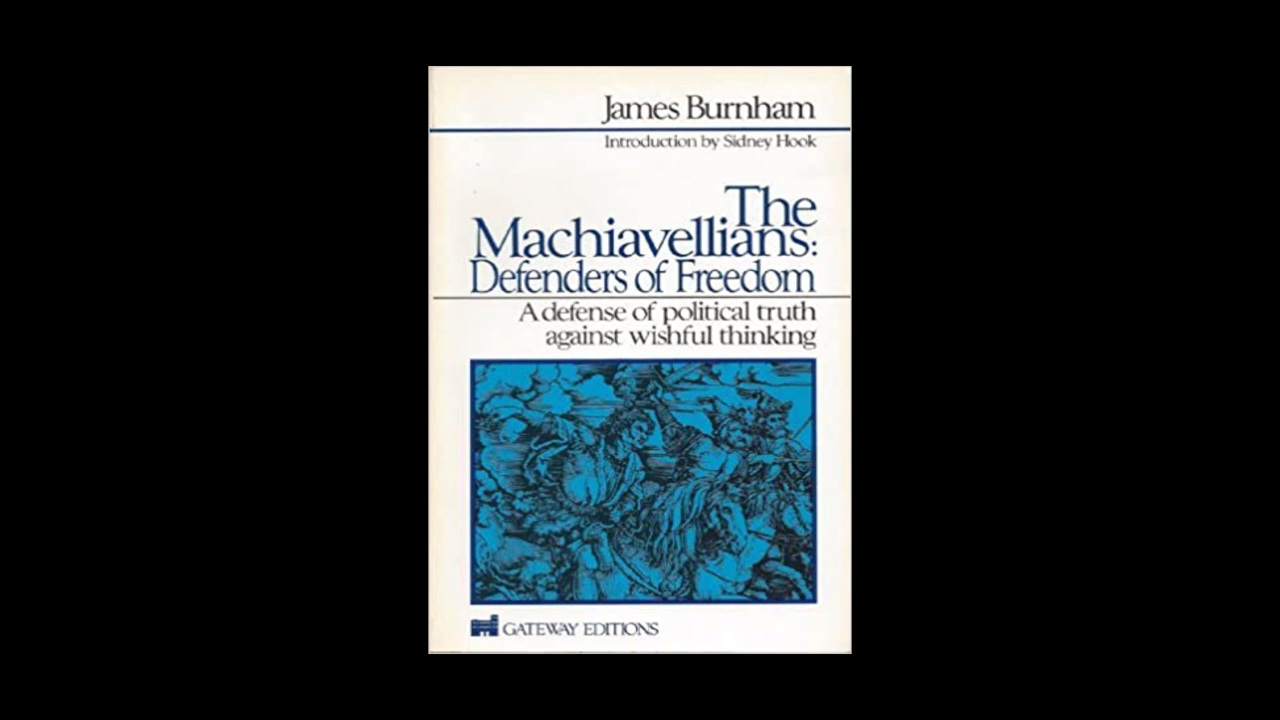 James Burnham
Introduction by Sidney Hook
The
Machiavellians:
Defenders of Freedom
A defense of political truth
against wishful thinking
GATEWAY EDITIONS